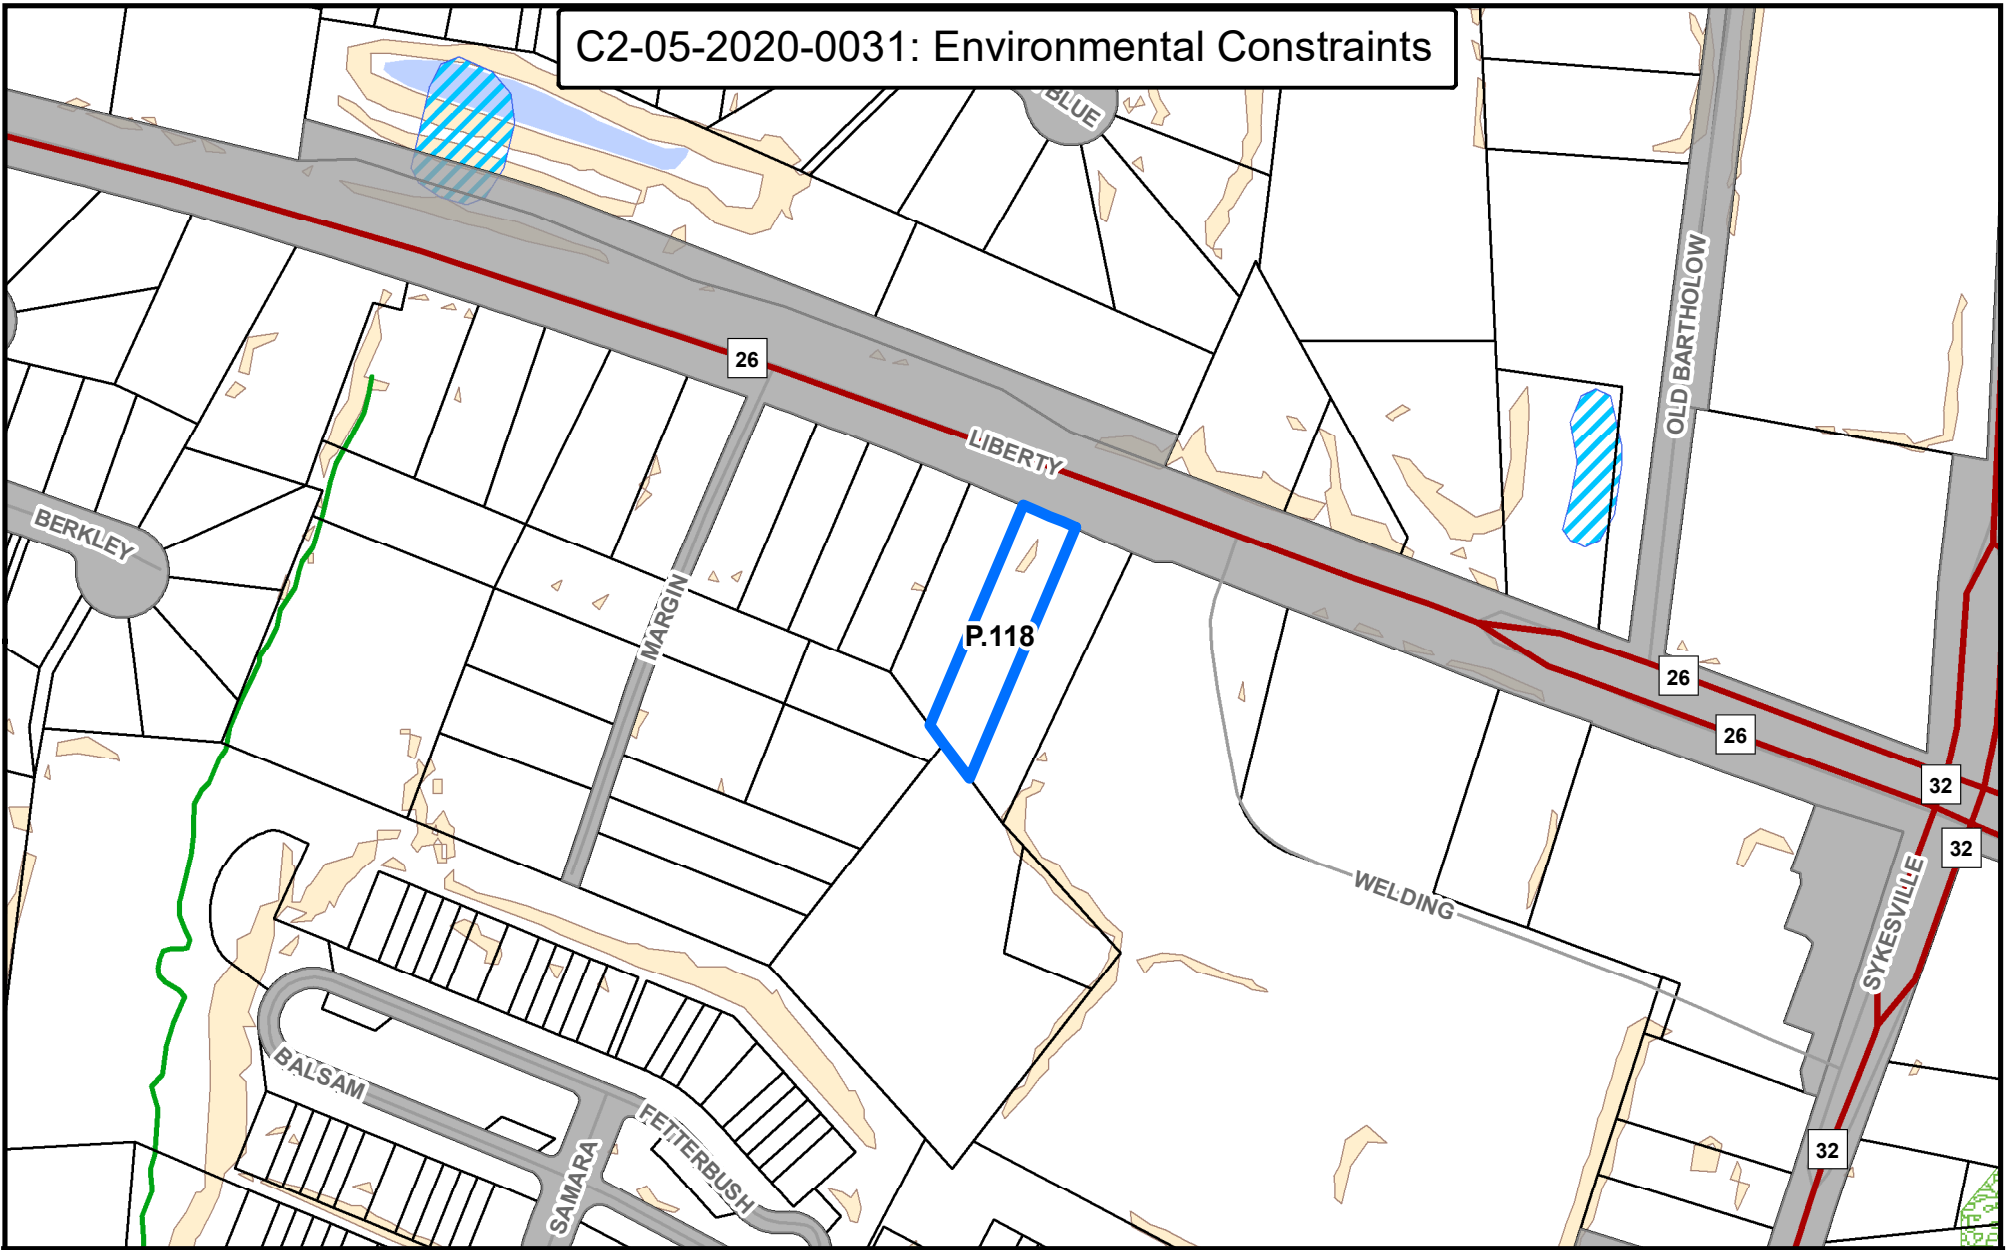 C2-05-2020-0031: Environmental Constraints
BLUE
OLD BARTHOLOW
26
LIBERTY
BERKLEY
MARGIN
P.118
26
26
32
32
WELDING
SYKESVILLE
BALSAM
FETTERBUSH
SAMARA
32